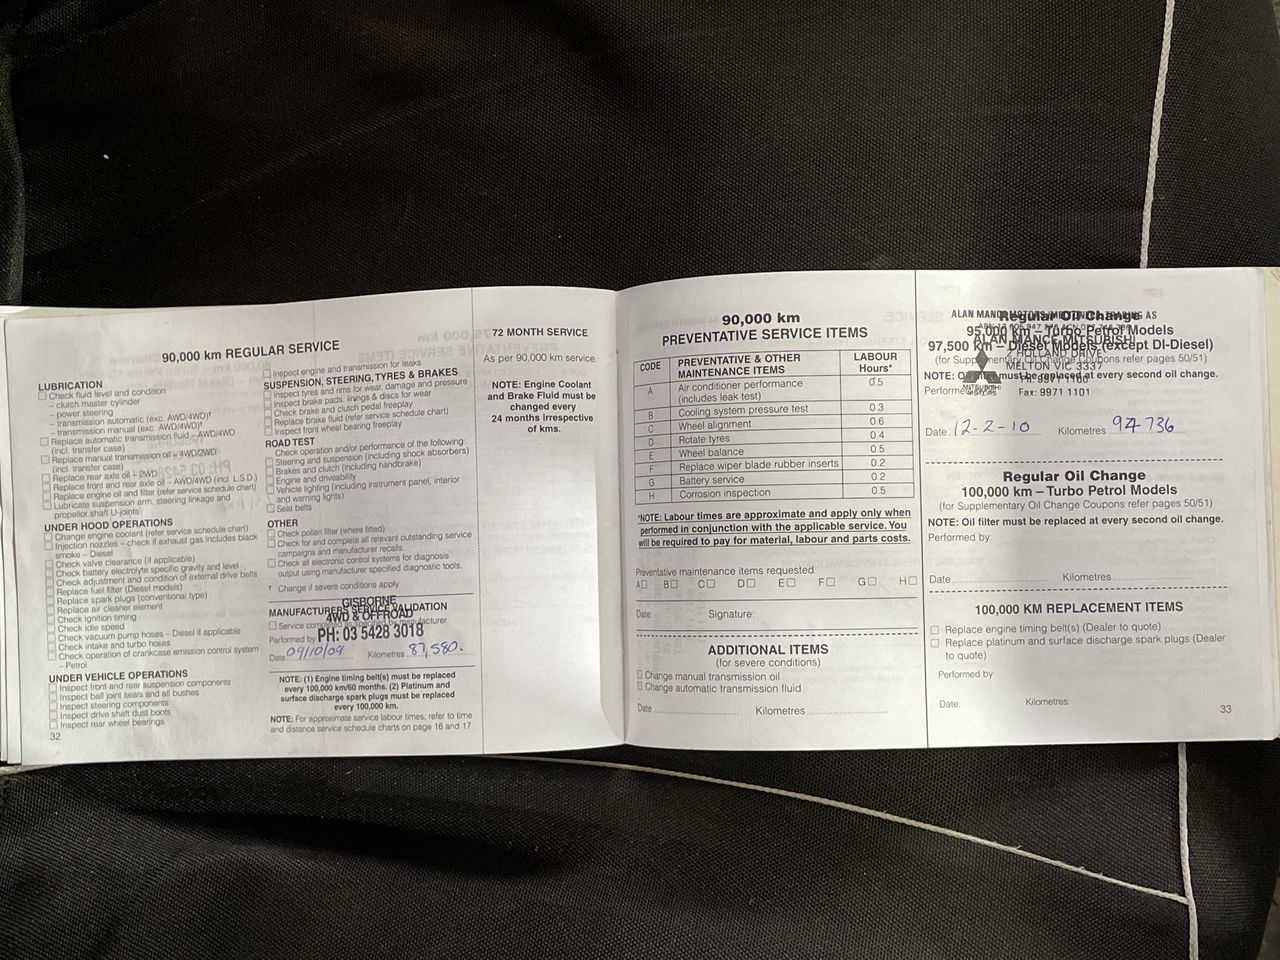 90,000 km REGULAR SERVICE
LUBRICATION
Check fluid level and condition
– clutch master cylinder
– power steering
– transmission automatic (exc. AWD/4WD)†
– transmission manual (exc. AWD/4WD)†
Replace automatic transmission fluid – AWD/4WD
(incl. transfer case)
Replace manual transmission oil – 4WD/2WD
(incl. transfer case)
Replace rear axle oil – 2WD
Replace front and rear axle oil – AWD/4WD (incl. L.S.D.)
Replace engine oil and filter (refer service schedule chart)
Lubricate suspension arm, steering linkage and
propellor shaft U-joints
UNDER HOOD OPERATIONS
Change engine coolant (refer service schedule chart)
Injection nozzles – check if exhaust gas includes black
smoke – Diesel
Check valve clearance (if applicable)
Check battery electrolyte specific gravity and level
Check adjustment and condition of external drive belts
Replace fuel filter (Diesel models)
Replace spark plugs (conventional type)
Replace air cleaner element
Check ignition timing
Check idle speed
Check vacuum pump hoses – Diesel if applicable
Check intake and turbo hoses
Check operation of crankcase emission control system
– Petrol
UNDER VEHICLE OPERATIONS
Inspect front and rear suspension components
Inspect ball joint seats and all bushes
Inspect steering components
Inspect drive shaft dust boots
Inspect rear wheel bearings
32
Inspect engine and transmission for leaks
SUSPENSION, STEERING, TYRES & BRAKES
Inspect tyres and rims for wear, damage and pressure
Inspect brake pads, linings & discs for wear
Check brake and clutch pedal freeplay
Replace brake fluid (refer service schedule chart)
Inspect front wheel bearing freeplay
ROAD TEST
Check operation and/or performance of the following:
Steering and suspension (including shock absorbers)
Brakes and clutch (including handbrake)
Engine and driveability
Vehicle lighting (including instrument panel, interior
and warning lights)
Seat belts
OTHER
Check pollen filter (where fitted)
Check for and complete all relevant outstanding service
campaigns and manufacturer recalls.
Check all electronic control systems for diagnosis
output using manufacturer specified diagnostic tools.
† Change if severe conditions apply
GISBORNE
MANUFACTURERS SERVICE VALIDATION
4WD & OFFROAD
Service completed as specified by manufacturer.
Performed by PH: 03 5428 3018
Date 09/10/09 Kilometres 87,580.
NOTE: (1) Engine timing belt(s) must be replaced
every 100,000 km/60 months. (2) Platinum and
surface discharge spark plugs must be replaced
every 100,000 km.
NOTE: For approximate service labour times, refer to time
and distance service schedule charts on page 16 and 17
72 MONTH SERVICE
As per 90,000 km service
NOTE: Engine Coolant
and Brake Fluid must be
changed every
24 months irrespective
of kms.
90,000 km
PREVENTATIVE SERVICE ITEMS
CODE PREVENTATIVE & OTHER MAINTENANCE ITEMS LABOUR Hours*
A Air conditioner performance (includes leak test) 0.5
B Cooling system pressure test 0.3
C Wheel alignment 0.6
D Rotate tyres 0.4
E Wheel balance 0.5
F Replace wiper blade rubber inserts 0.2
G Battery service 0.2
H Corrosion inspection 0.5
*NOTE: Labour times are approximate and apply only when
performed in conjunction with the applicable service. You
will be required to pay for material, labour and parts costs.
Preventative maintenance items requested:
A B C D E F G H
Date: Signature:
ADDITIONAL ITEMS
(for severe conditions)
Change manual transmission oil
Change automatic transmission fluid
Date Kilometres
ALAN MANCE MOTORS (MELTON) TRADING AS
Regular Oil Change
95,000 km – Turbo Petrol Models
ALAN MANCE MITSUBISHI
97,500 km – Diesel Models (except DI-Diesel)
2 HOLLAND DRIVE
(for Supplementary Oil Change Coupons refer pages 50/51)
MELTON VIC 3337
NOTE: Oil filter must be replaced at every second oil change.
Performed by:
MITSUBISHI
MOTORS
Fax: 9971 1101
Date 12-2-10 Kilometres 94 736
Regular Oil Change
100,000 km – Turbo Petrol Models
(for Supplementary Oil Change Coupons refer pages 50/51)
NOTE: Oil filter must be replaced at every second oil change.
Performed by:
Date Kilometres
100,000 KM REPLACEMENT ITEMS
Replace engine timing belt(s) (Dealer to quote)
Replace platinum and surface discharge spark plugs (Dealer
to quote)
Performed by:
Date: Kilometres:
33